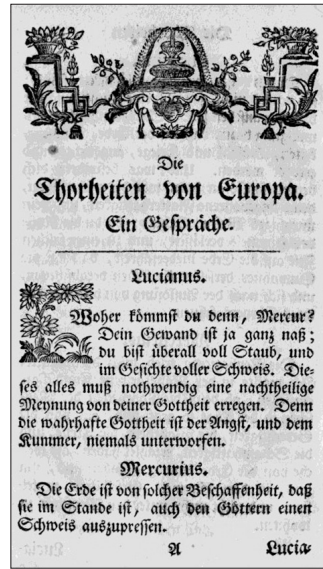 Die
Thorheiten von Europa.
Ein Gespräche.
Lucianus.
Woher kömmst du denn, Mercur?
Dein Gewand ist ja ganz naß;
du bist überall voll Staub, und
im Gesichte voller Schweis. Die-
ses alles muß nothwendig eine nachtheilige
Meynung von deiner Gottheit erregen. Denn
die wahrhafte Gottheit ist der Angst, und dem
Kummer, niemals unterworfen.
Mercurius.
Die Erde ist von solcher Beschaffenheit, daß
sie im Stande ist, auch den Göttern einen
Schweis auszupressen.
A Lucia-